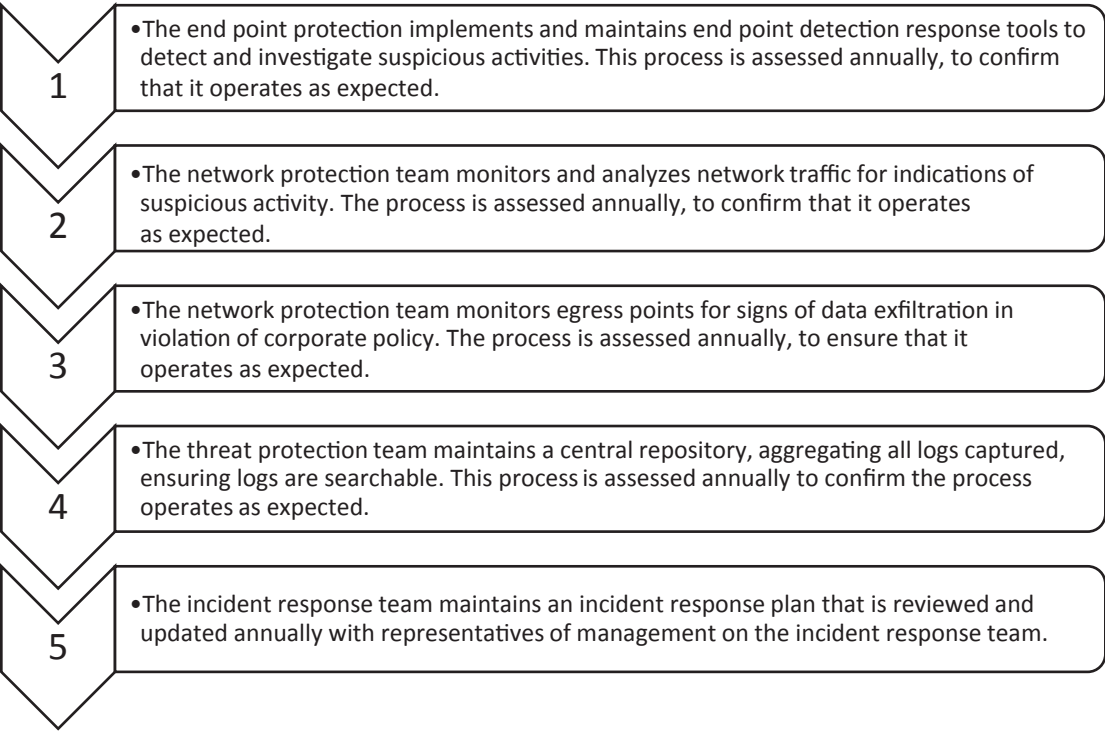 1
•The end point protection implements and maintains end point detection response tools to
detect and investigate suspicious activities. This process is assessed annually, to confirm
that it operates as expected.
2
•The network protection team monitors and analyzes network traffic for indications of
suspicious activity. The process is assessed annually, to confirm that it operates
as expected.
3
•The network protection team monitors egress points for signs of data exfiltration in
violation of corporate policy. The process is assessed annually, to ensure that it
operates as expected.
4
•The threat protection team maintains a central repository, aggregating all logs captured,
ensuring logs are searchable. This process is assessed annually to confirm the process
operates as expected.
5
•The incident response team maintains an incident response plan that is reviewed and
updated annually with representatives of management on the incident response team.